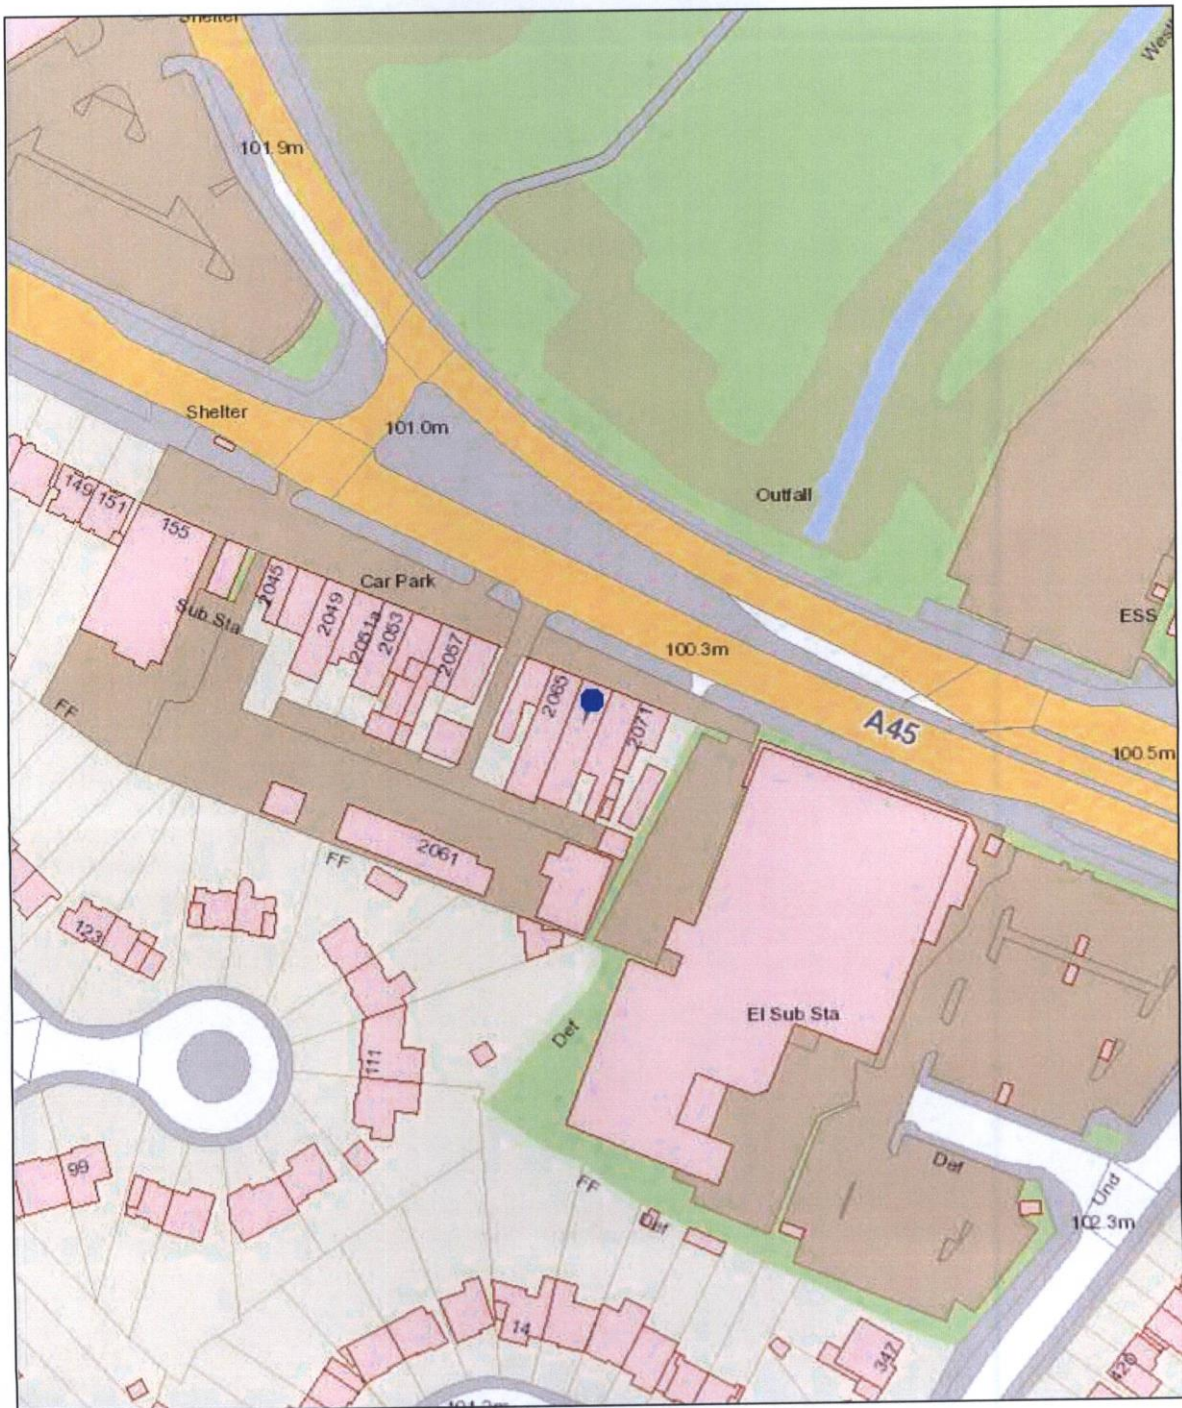 Shelter
101.9m
Shelter
101.0m
Outfall
149
151
155
Car Park
2045
Sub Sta
2049
2051a
2053
2057
ESS
100.3m
2065
2071
A45
100.5m
FF
2061
FF
123
El Sub Sta
Def
111
99
Def
Und
FF
Def
102.3m
14
347
420